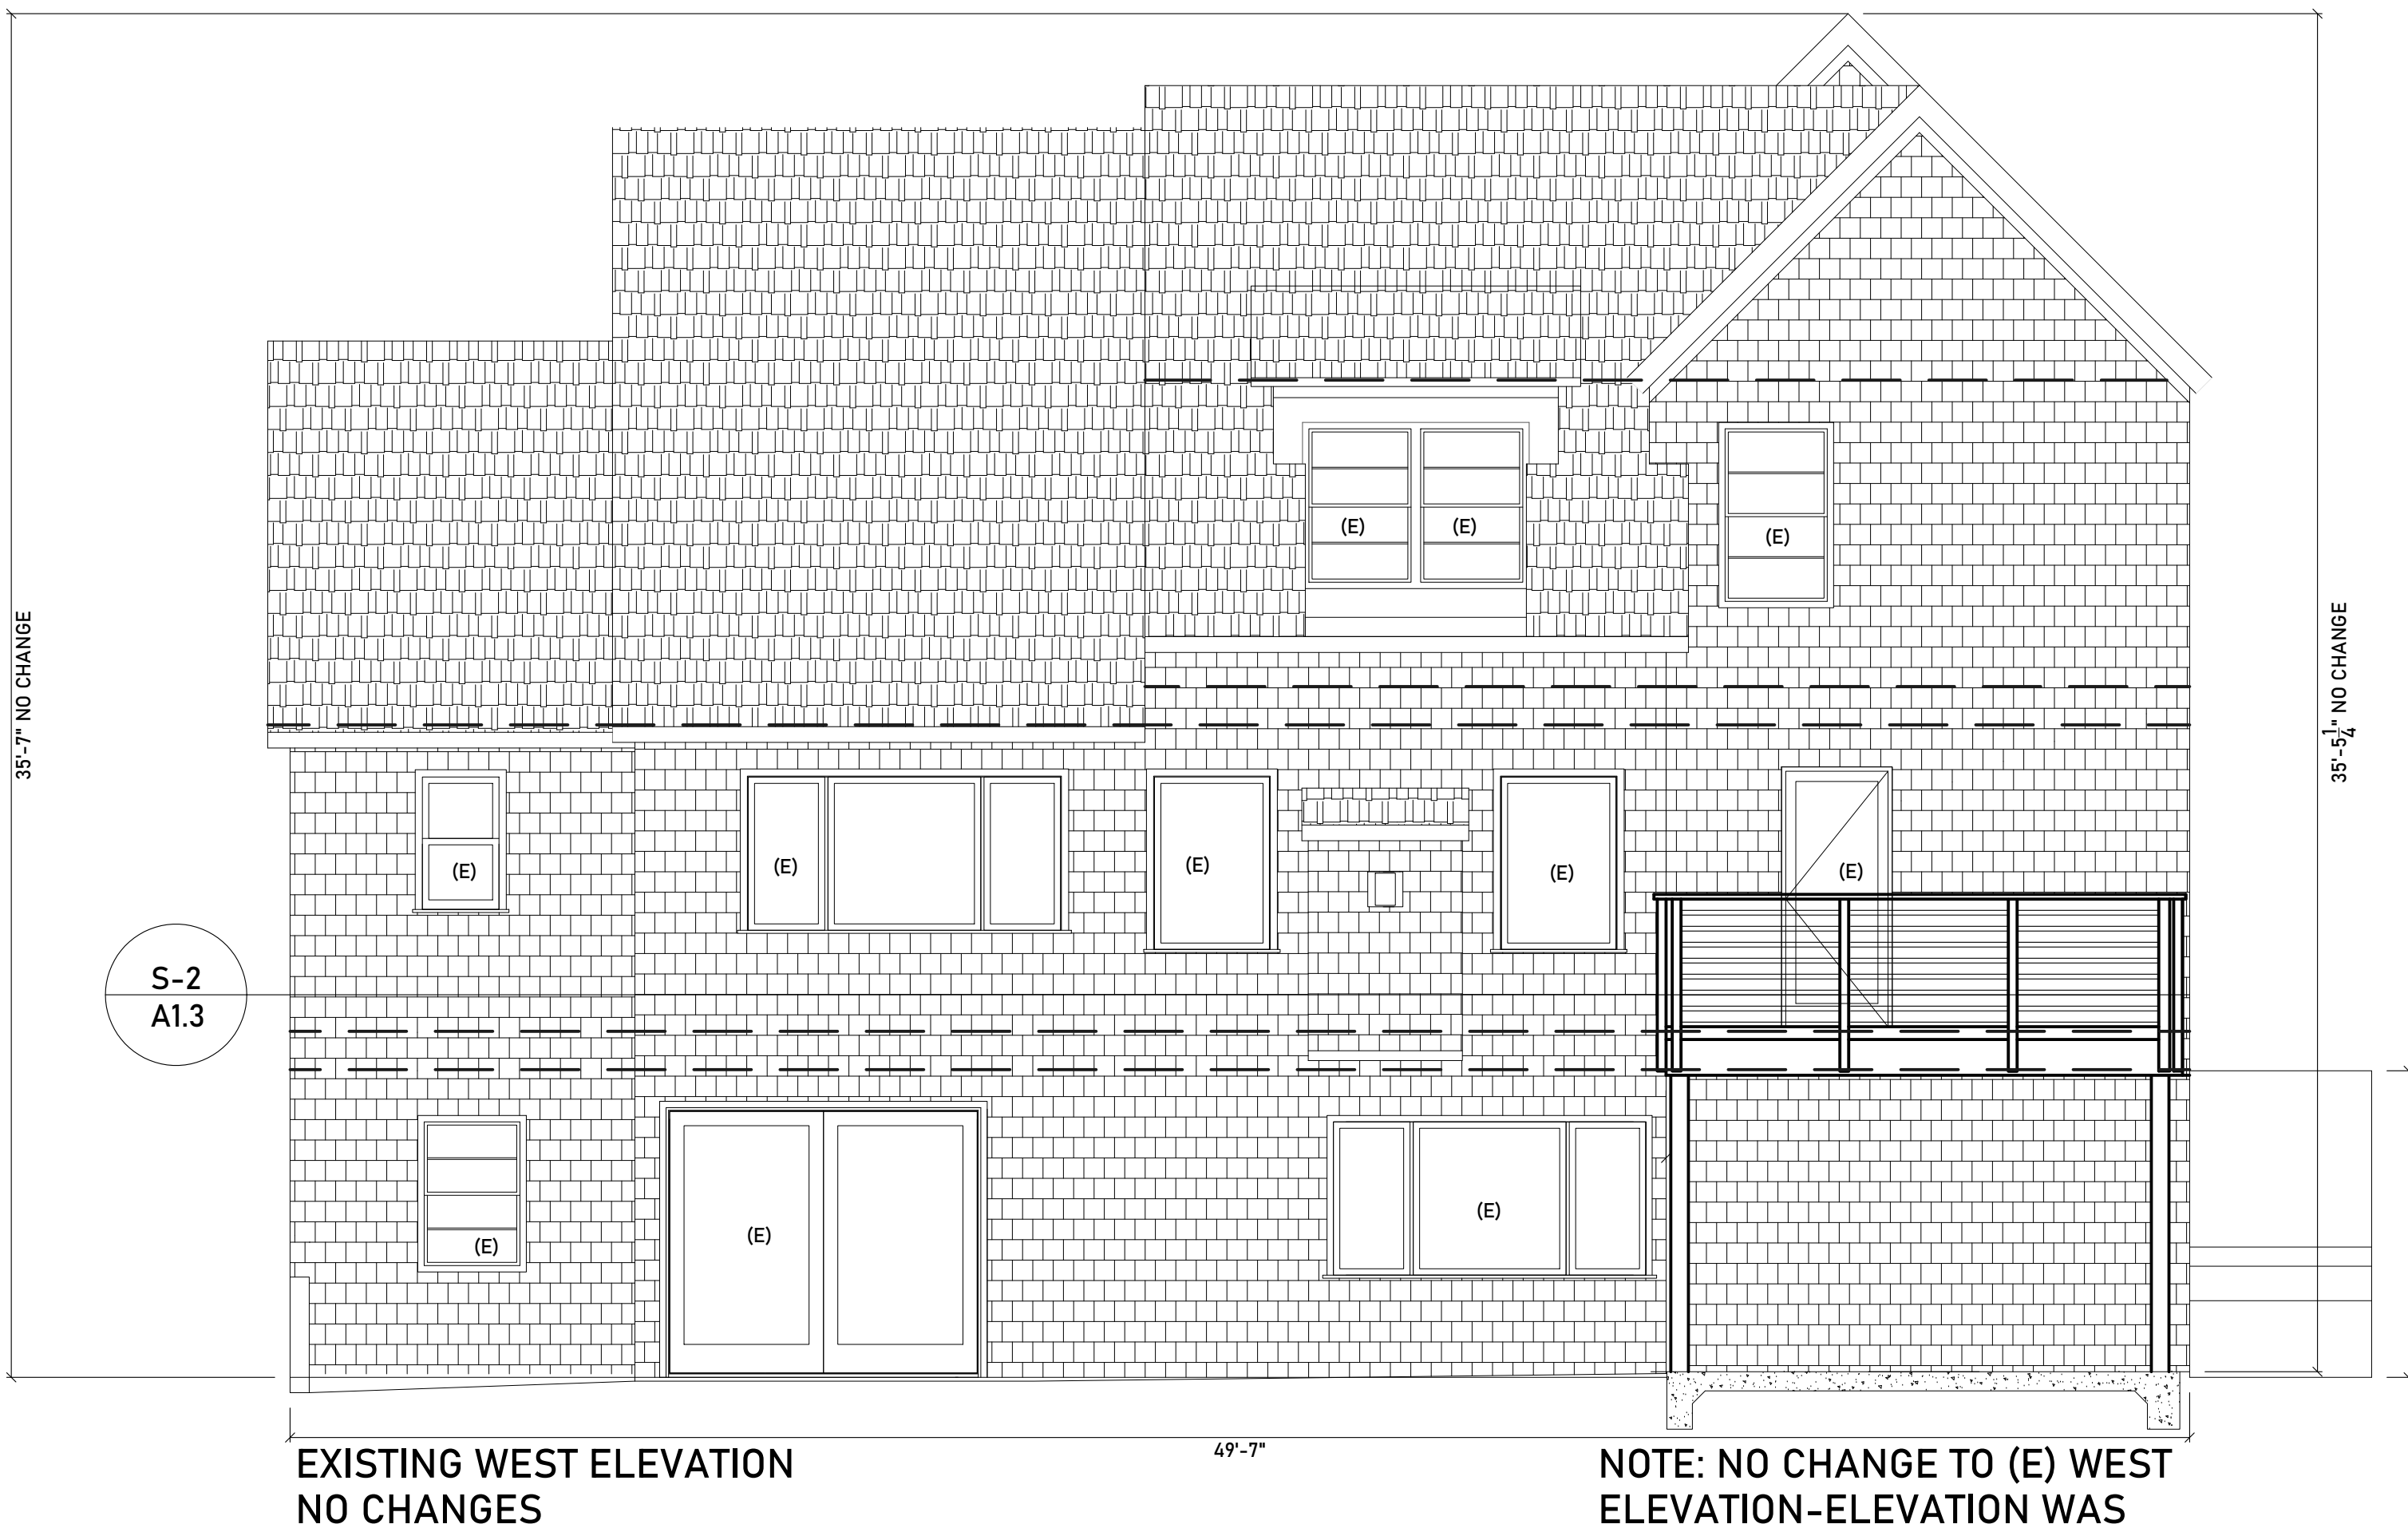 35'-7" NO CHANGE
(E)
(E)
(E)
35'-5 1/4" NO CHANGE
(E)
(E)
(E)
(E)
(E)
S-2
A1.3
(E)
(E)
(E)
49'-7"
EXISTING WEST ELEVATION
NO CHANGES
NOTE: NO CHANGE TO (E) WEST
ELEVATION-ELEVATION WAS